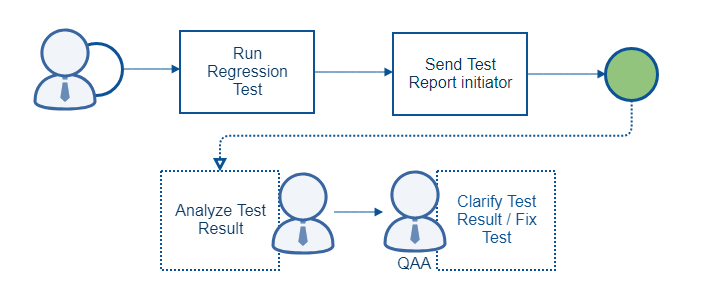 Run
Regression
Test
Send Test
Report initiator
Analyze Test
Result
QAA
Clarify Test
Result / Fix
Test